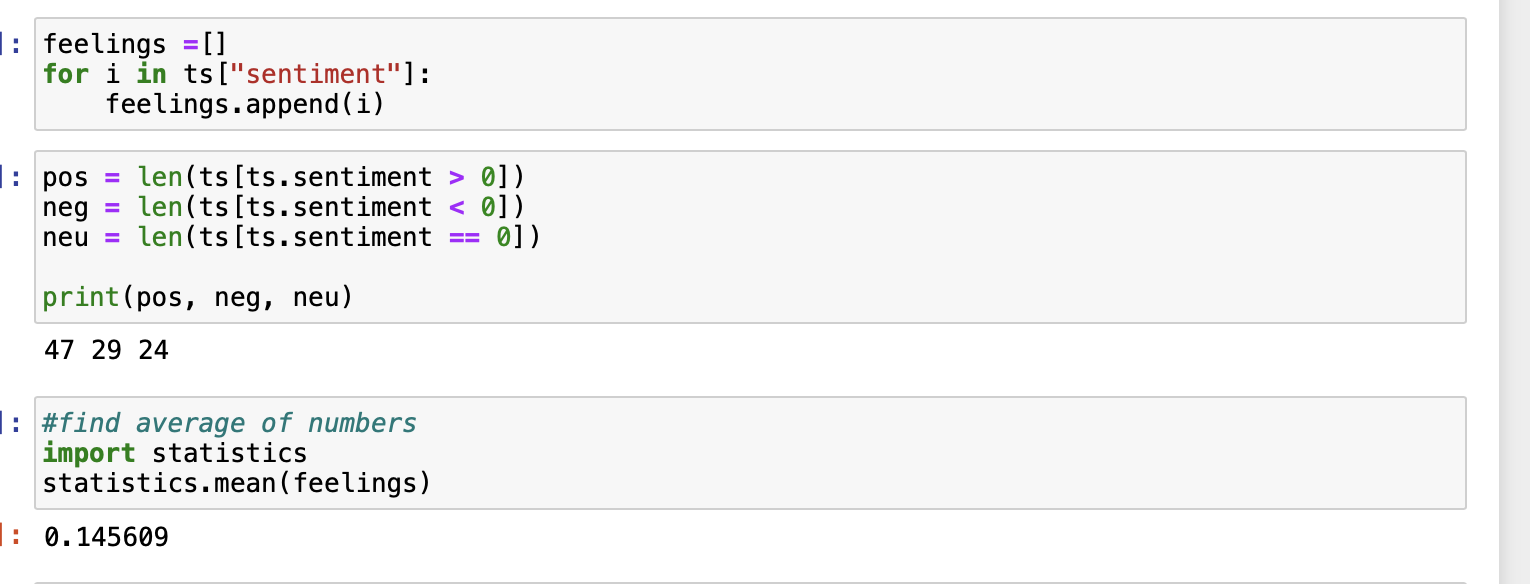 ]: feelings =[]
for i in ts["sentiment"]:
    feelings.append(i)
]: pos = len(ts[ts.sentiment > 0])
neg = len(ts[ts.sentiment < 0])
neu = len(ts[ts.sentiment == 0])
print(pos, neg, neu)
47 29 24
]: #find average of numbers
import statistics
statistics.mean(feelings)
]: 0.145609